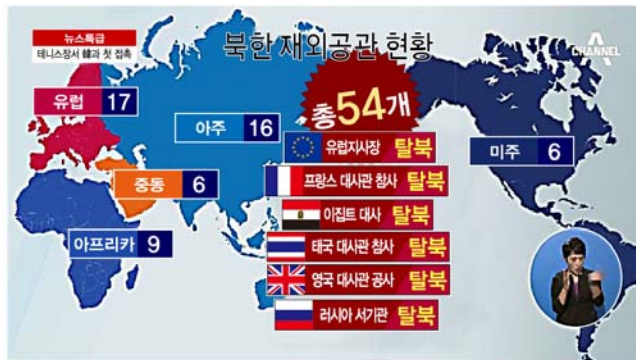 뉴스특급
테니스장서 韓과 첫 접촉
북한 재외공관 현황
CHANNEL A
총54개
유럽 17
아주 16
미주 6
중동 6
아프리카 9
유럽지사장 탈북
프랑스 대사관 참사 탈북
이집트 대사 탈북
태국 대사관 참사 탈북
영국 대사관 공사 탈북
러시아 서기관 탈북